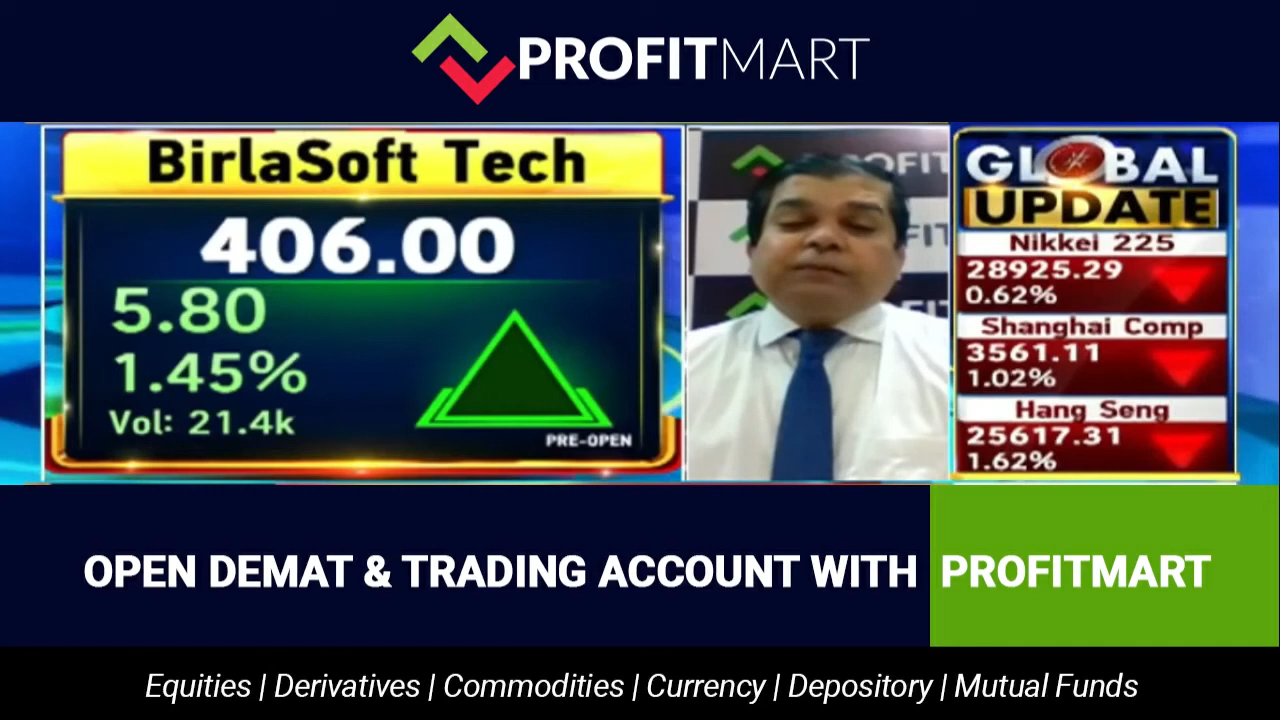 PROFITMART
BirlaSoft Tech
406.00
5.80
1.45%
Vol: 21.4k
PRE-OPEN
PROFIT
FIT
GLOBAL
UPDATE
Nikkei 225
28925.29
0.62%
Shanghai Comp
3561.11
1.02%
Hang Seng
25617.31
1.62%
OPEN DEMAT & TRADING ACCOUNT WITH PROFITMART
Equities | Derivatives | Commodities | Currency | Depository | Mutual Funds